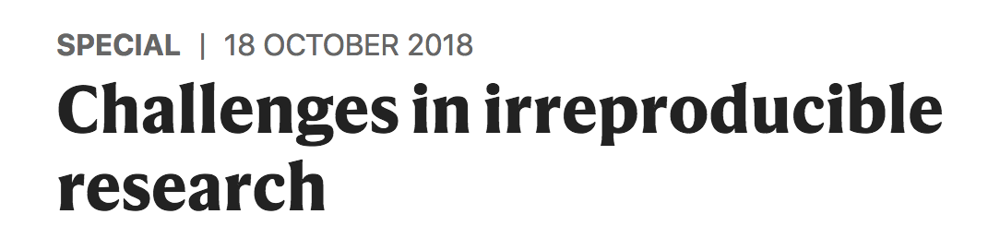 SPECIAL | 18 OCTOBER 2018
Challenges in irreproducible
research